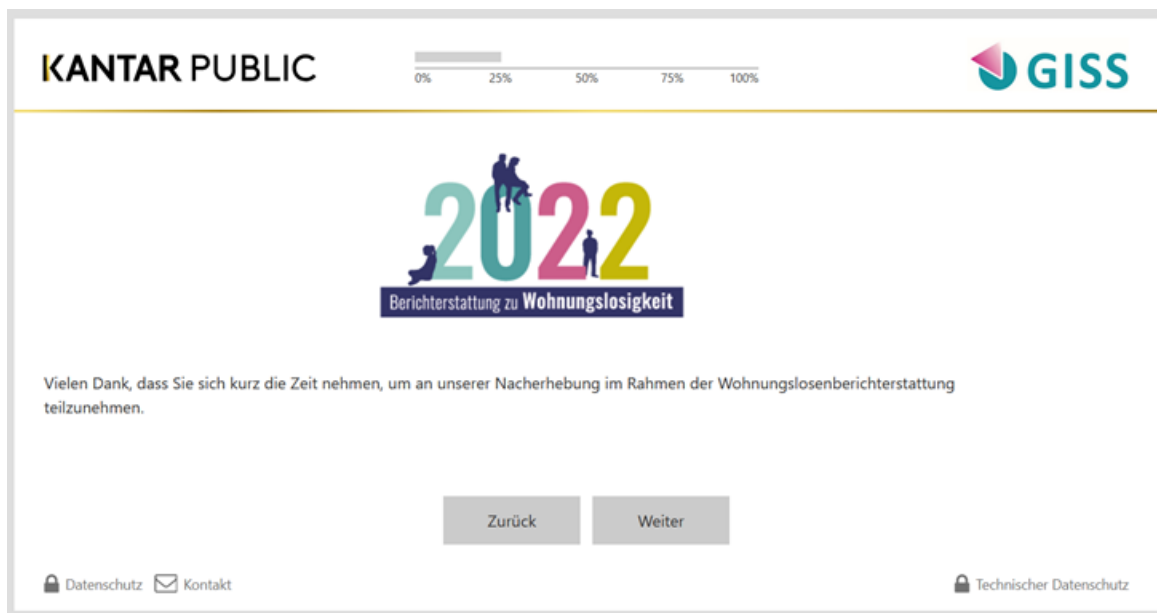 KANTAR PUBLIC
0% 25% 50% 75% 100%
GISS
2022
Berichterstattung zu Wohnungslosigkeit
Vielen Dank, dass Sie sich kurz die Zeit nehmen, um an unserer Nacherhebung im Rahmen der Wohnungslosenberichterstattung
teilzunehmen.
Zurück Weiter
Datenschutz Kontakt Technischer Datenschutz